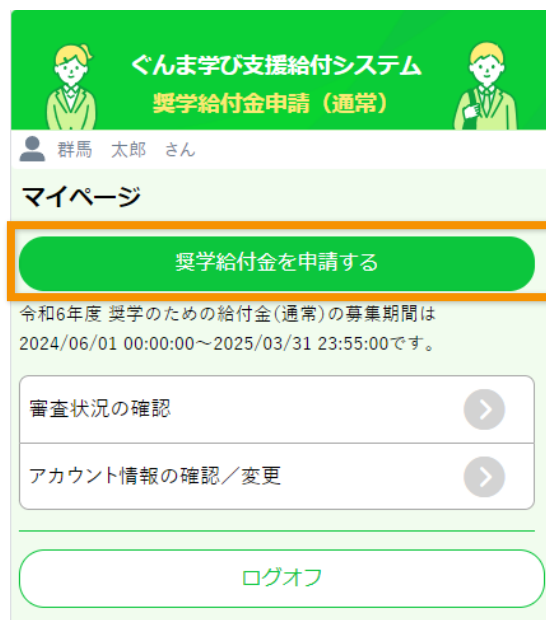 ぐんま学び支援給付システム
奨学給付金申請（通常）
群馬　太郎　さん
マイページ
奨学給付金を申請する
令和6年度 奨学のための給付金(通常)の募集期間は
2024/06/01 00:00:00～2025/03/31 23:55:00です。
審査状況の確認
アカウント情報の確認／変更
ログオフ